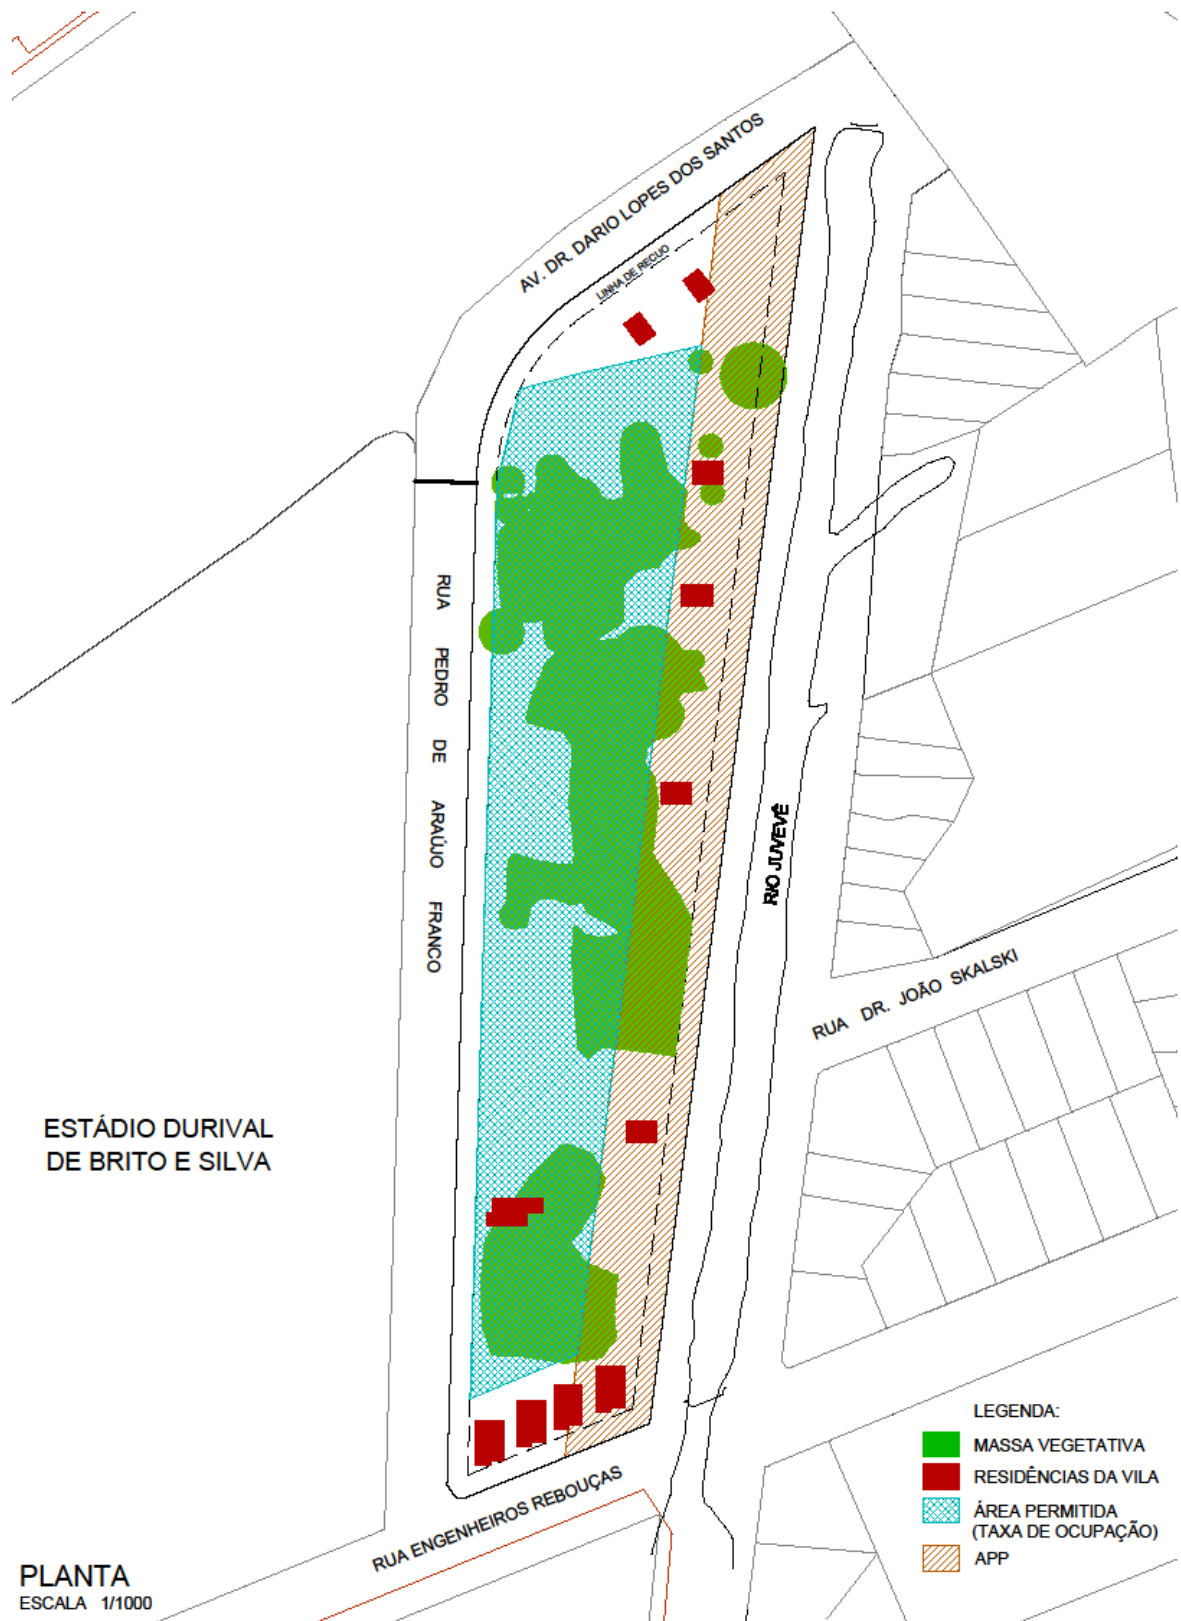 AV. DR. DARIO LOPES DOS SANTOS
LINHA DE RECUO
RUA PEDRO DE ARAÚJO FRANCO
RIO JUVEVÊ
RUA DR. JOÃO SKALSKI
ESTÁDIO DURIVAL
DE BRITO E SILVA
RUA ENGENHEIROS REBOUÇAS
LEGENDA:
MASSA VEGETATIVA
RESIDÊNCIAS DA VILA
ÁREA PERMITIDA
(TAXA DE OCUPAÇÃO)
APP
PLANTA
ESCALA 1/1000